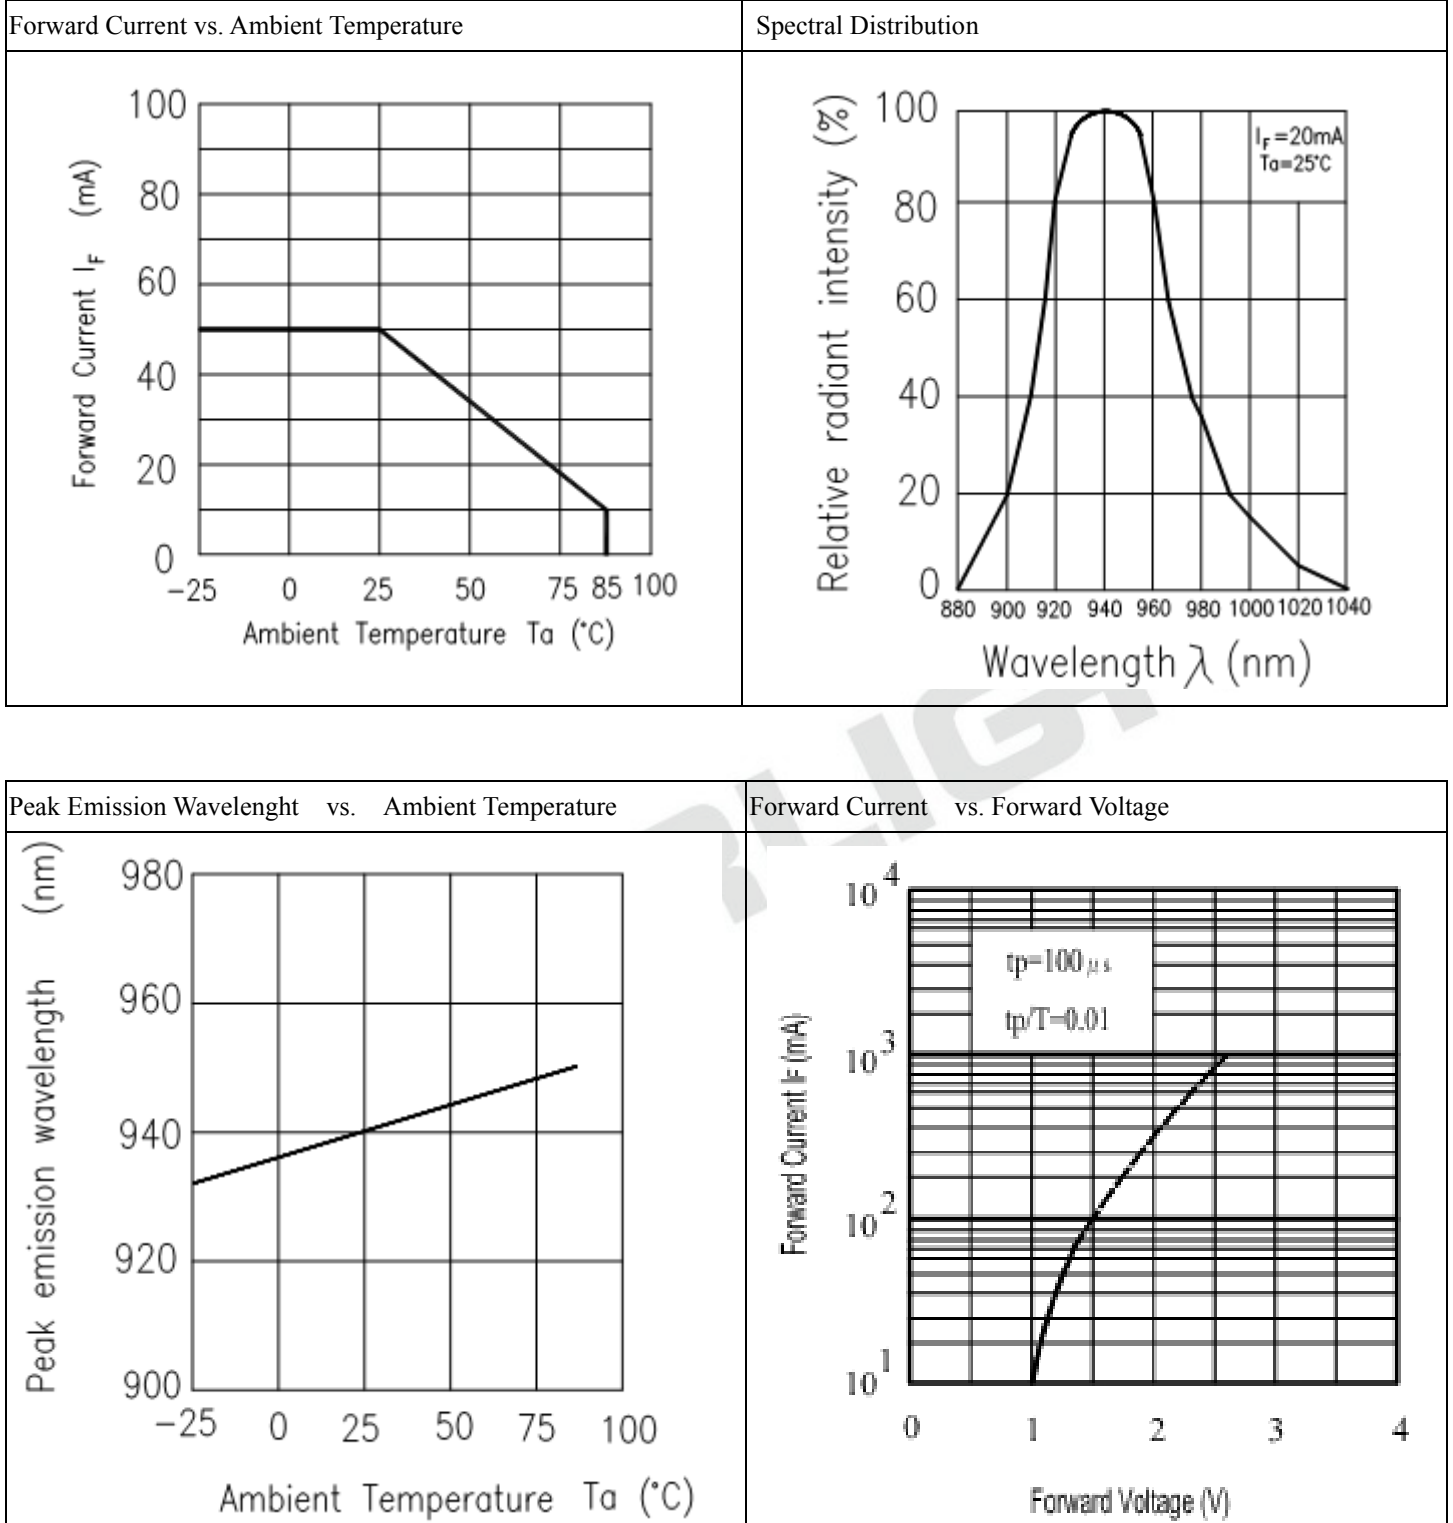 Forward Current vs. Ambient Temperature
Spectral Distribution
Forward Current IF (mA)
100
80
60
40
20
0
-25 0 25 50 75 85 100
Ambient Temperature Ta (°C)
Relative radiant intensity (%)
100
80
60
40
20
0
IF=20mA
Ta=25°C
880 900 920 940 960 980 1000 1020 1040
Wavelength λ (nm)
Peak Emission Wavelenght vs. Ambient Temperature
Forward Current vs. Forward Voltage
Peak emission wavelength (nm)
980
960
940
920
900
-25 0 25 50 75 100
Ambient Temperature Ta (°C)
Forward Current IF (mA)
10^4
10^3
10^2
10^1
tp=100μs
tp/T=0.01
0 1 2 3 4
Forward Voltage (V)